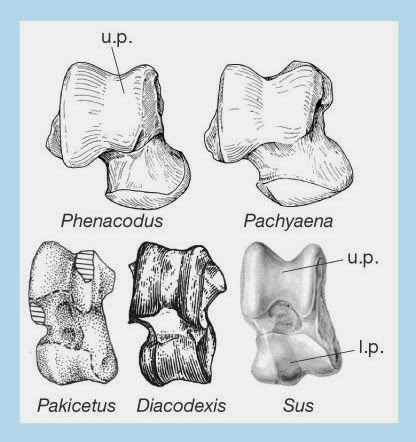 u.p.
Phenacodus
Pachyaena
u.p.
l.p.
Pakicetus
Diacodexis
Sus